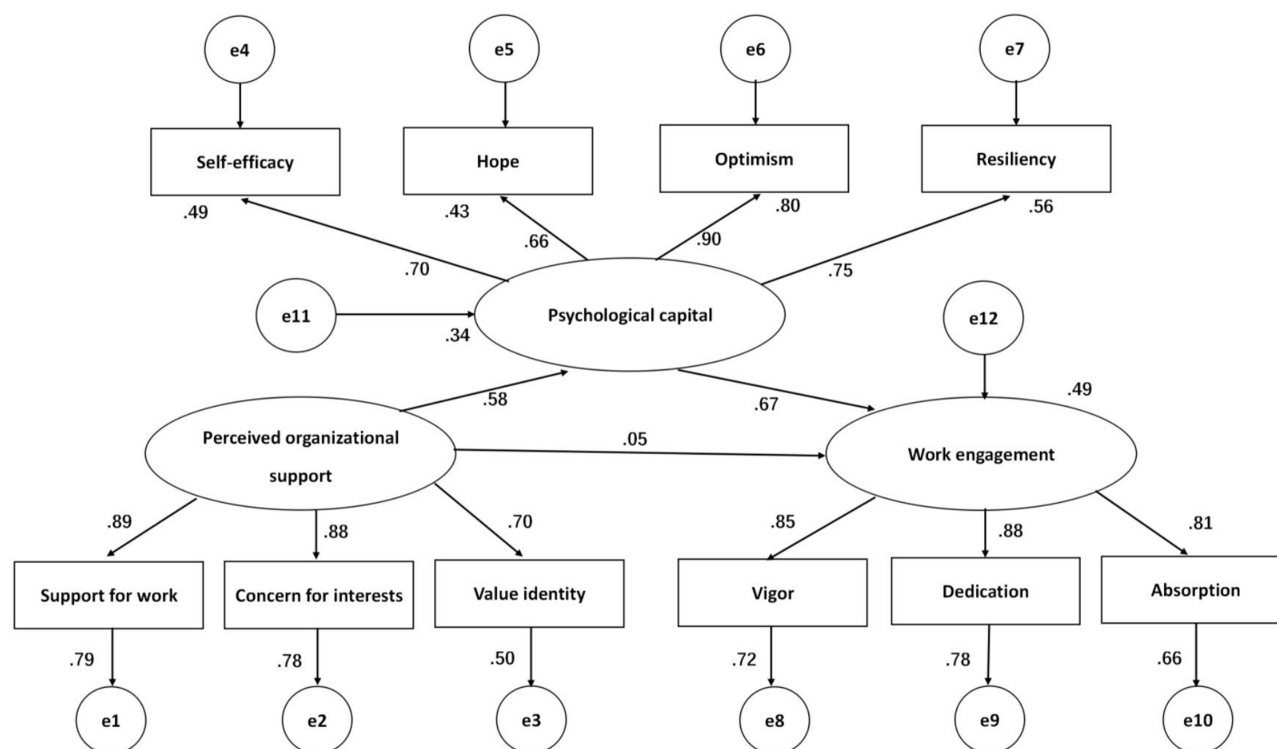 e4
e5
e6
e7
Self-efficacy
Hope
Optimism
Resiliency
.49
.43
.80
.56
.70
.66
.90
.75
e11
.34
Psychological capital
e12
.58
.67
.49
Perceived organizational
support
.05
Work engagement
.89
.88
.70
.85
.88
.81
Support for work
Concern for interests
Value identity
Vigor
Dedication
Absorption
.79
.78
.50
.72
.78
.66
e1
e2
e3
e8
e9
e10